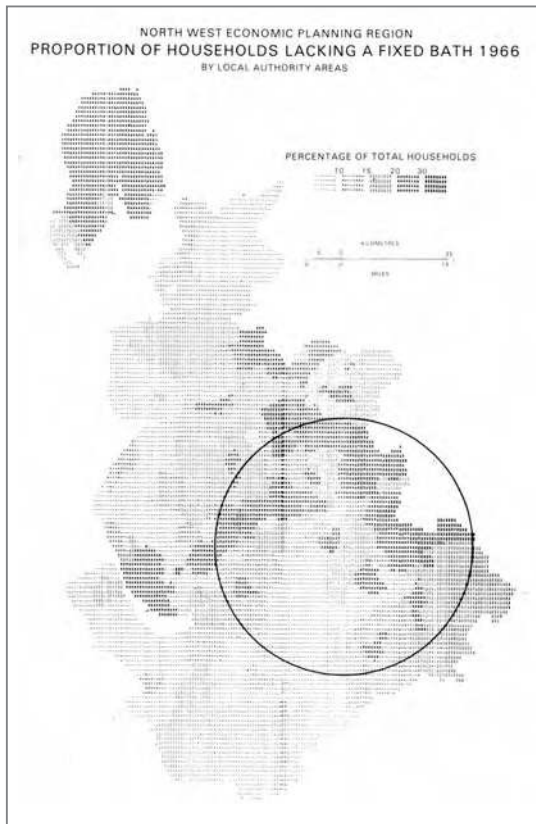 NORTH WEST ECONOMIC PLANNING REGION
PROPORTION OF HOUSEHOLDS LACKING A FIXED BATH 1966
BY LOCAL AUTHORITY AREAS
PERCENTAGE OF TOTAL HOUSEHOLDS
10 15 20 30
KILOMETRES
MILES